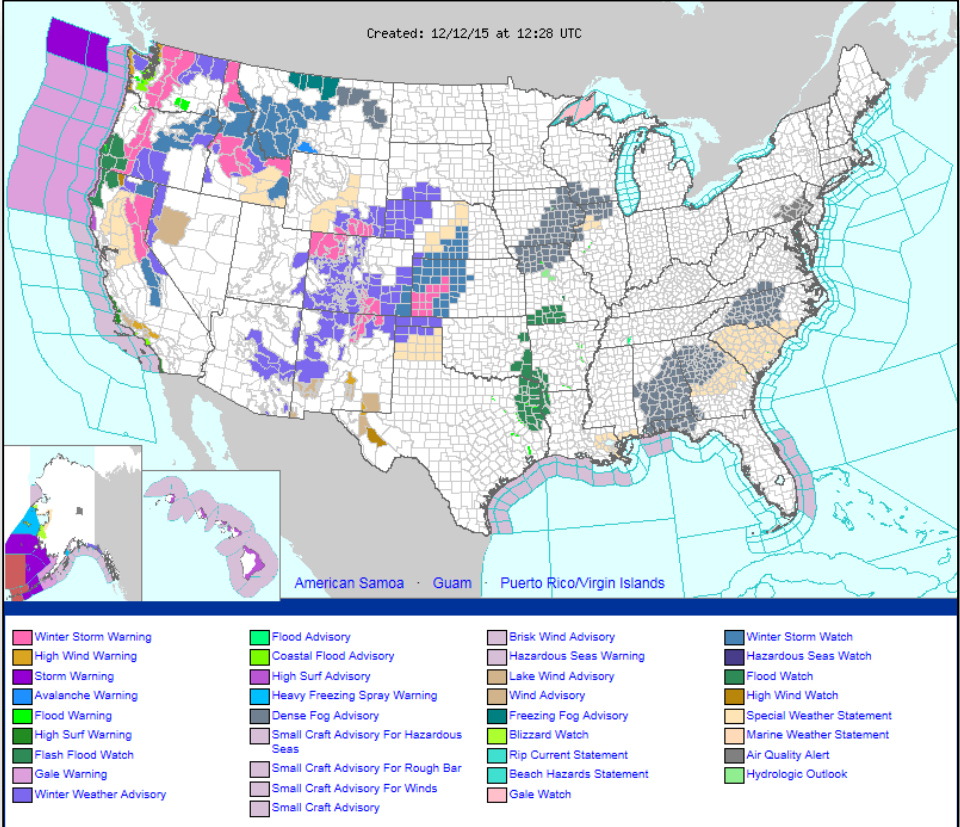 Created: 12/12/15 at 12:28 UTC
American Samoa · Guam · Puerto Rico/Virgin Islands
Winter Storm Warning
High Wind Warning
Storm Warning
Avalanche Warning
Flood Warning
High Surf Warning
Flash Flood Watch
Gale Warning
Winter Weather Advisory
Flood Advisory
Coastal Flood Advisory
High Surf Advisory
Heavy Freezing Spray Warning
Dense Fog Advisory
Small Craft Advisory For Hazardous
Seas
Small Craft Advisory For Rough Bar
Small Craft Advisory For Winds
Small Craft Advisory
Brisk Wind Advisory
Hazardous Seas Warning
Lake Wind Advisory
Wind Advisory
Freezing Fog Advisory
Blizzard Watch
Rip Current Statement
Beach Hazards Statement
Gale Watch
Winter Storm Watch
Hazardous Seas Watch
Flood Watch
High Wind Watch
Special Weather Statement
Marine Weather Statement
Air Quality Alert
Hydrologic Outlook